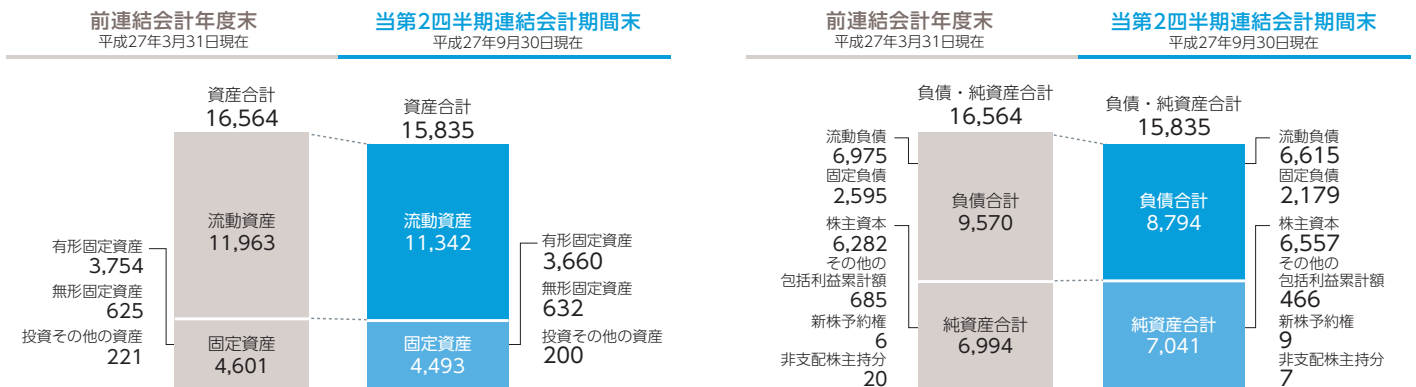 前連結会計年度末
平成27年3月31日現在
当第2四半期連結会計期間末
平成27年9月30日現在
資産合計
16,564
資産合計
15,835
流動資産
11,963
流動資産
11,342
有形固定資産
3,754
無形固定資産
625
投資その他の資産
221
固定資産
4,601
固定資産
4,493
有形固定資産
3,660
無形固定資産
632
投資その他の資産
200
前連結会計年度末
平成27年3月31日現在
当第2四半期連結会計期間末
平成27年9月30日現在
負債・純資産合計
16,564
負債・純資産合計
15,835
流動負債
6,975
固定負債
2,595
株主資本
6,282
その他の
包括利益累計額
685
新株予約権
6
非支配株主持分
20
負債合計
9,570
純資産合計
6,994
負債合計
8,794
純資産合計
7,041
流動負債
6,615
固定負債
2,179
株主資本
6,557
その他の
包括利益累計額
466
新株予約権
9
非支配株主持分
7